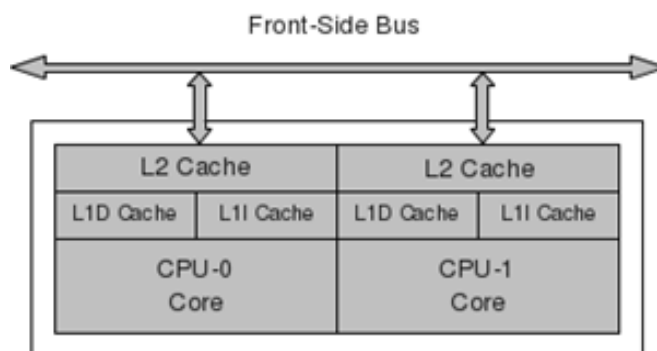 Front-Side Bus
L2 Cache L2 Cache
L1D Cache L1I Cache L1D Cache L1I Cache
CPU-0 CPU-1
Core Core